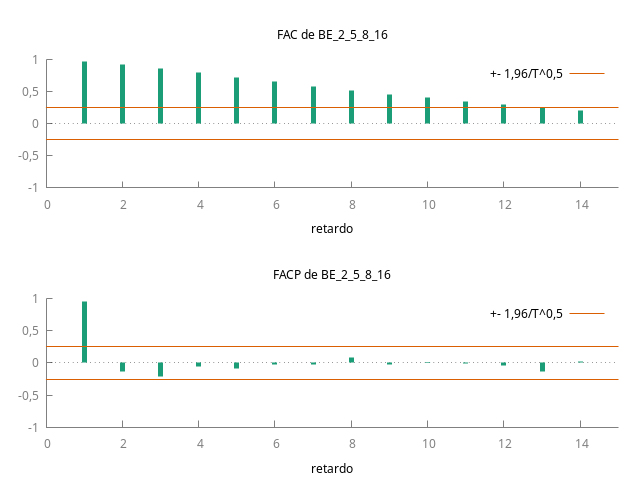 FAC de BE_2_5_8_16
1
+- 1,96/T^0,5
0,5
0
-0,5
-1
0 2 4 6 8 10 12 14
retardo
FACP de BE_2_5_8_16
1
+- 1,96/T^0,5
0,5
0
-0,5
-1
0 2 4 6 8 10 12 14
retardo